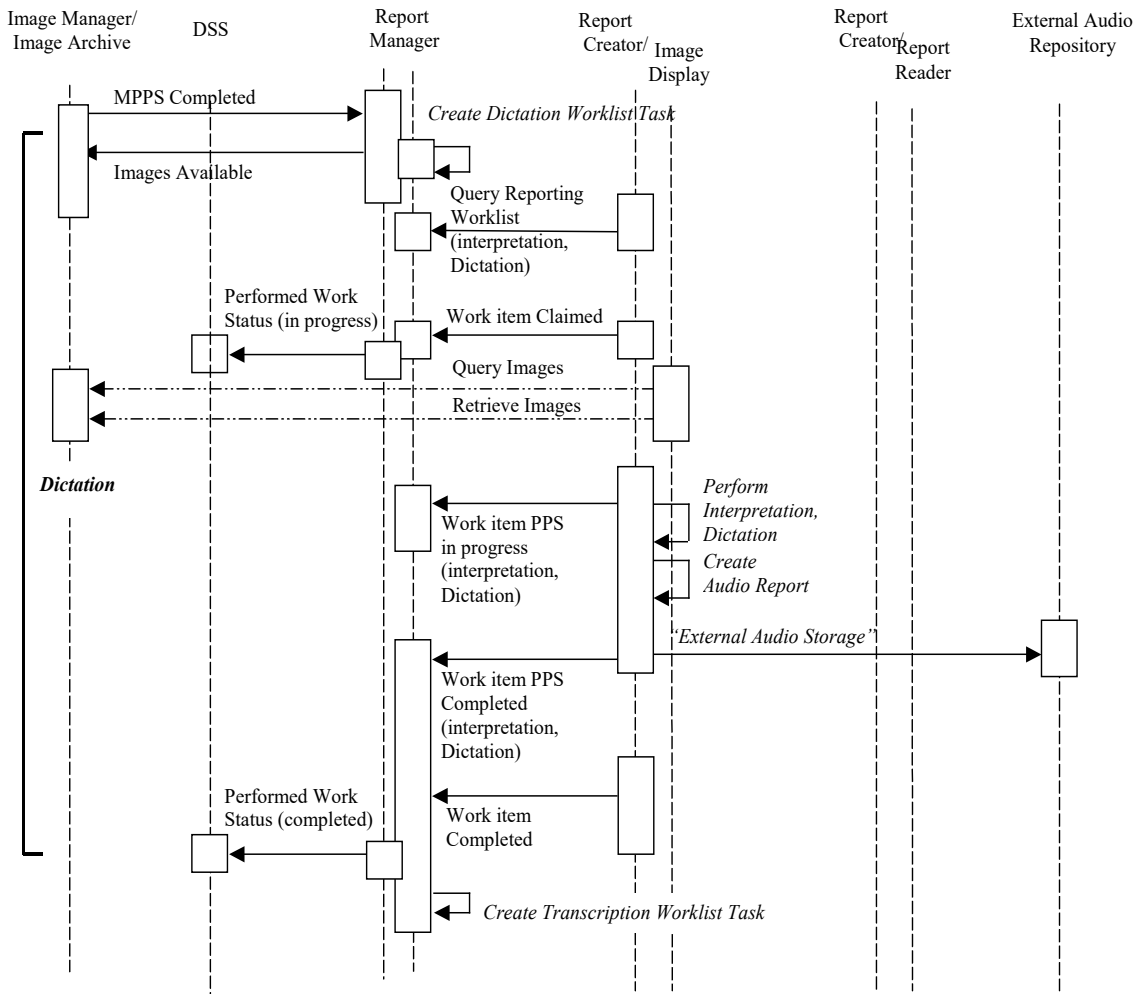 Image Manager/
Image Archive
DSS
Report
Manager
Report
Creator/
Image
Display
Report
Creator/
Report
Reader
External Audio
Repository
MPPS Completed
Create Dictation Worklist Task
Images Available
Query Reporting
Worklist
(interpretation,
Dictation)
Performed Work
Status (in progress)
Work item Claimed
Query Images
Retrieve Images
Dictation
Perform
Interpretation,
Dictation
Work item PPS
in progress
(interpretation,
Dictation)
Create
Audio Report
“External Audio Storage”
Work item PPS
Completed
(interpretation,
Dictation)
Performed Work
Status (completed)
Work item
Completed
Create Transcription Worklist Task